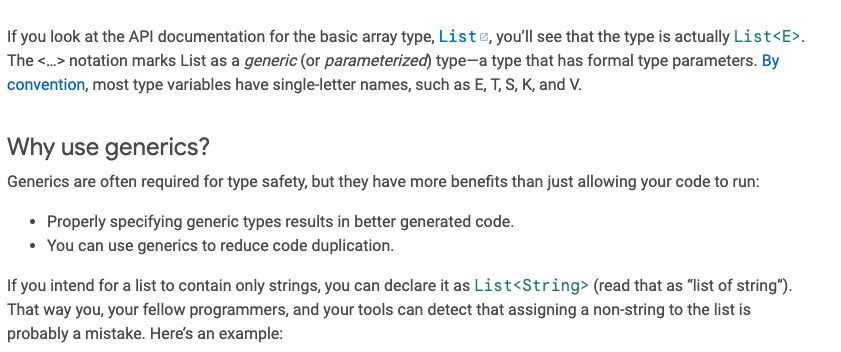 If you look at the API documentation for the basic array type, List, you’ll see that the type is actually List<E>.
The <…> notation marks List as a generic (or parameterized) type—a type that has formal type parameters. By
convention, most type variables have single-letter names, such as E, T, S, K, and V.
Why use generics?
Generics are often required for type safety, but they have more benefits than just allowing your code to run:
• Properly specifying generic types results in better generated code.
• You can use generics to reduce code duplication.
If you intend for a list to contain only strings, you can declare it as List<String> (read that as “list of string”).
That way you, your fellow programmers, and your tools can detect that assigning a non-string to the list is
probably a mistake. Here’s an example: